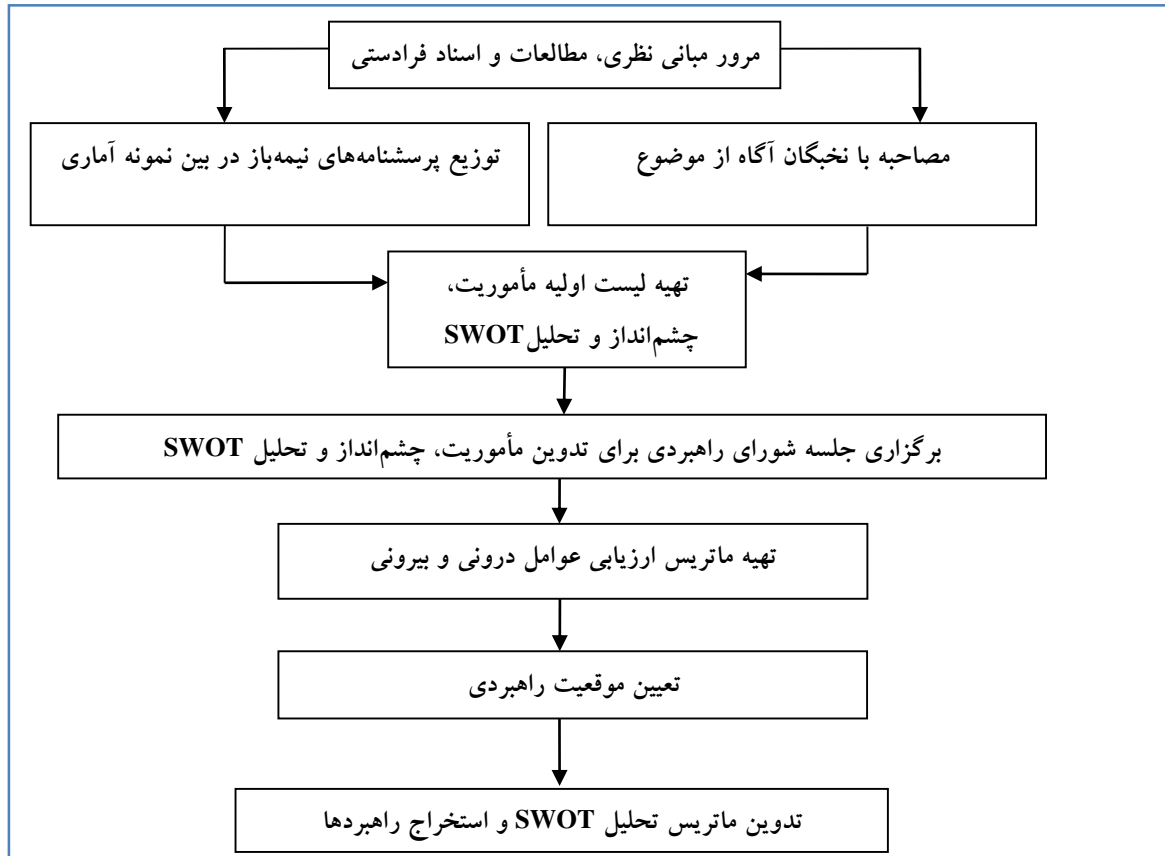 مرور مبانی نظری، مطالعات و اسناد فرادستی
مصاحبه با نخبگان آگاه از موضوع
توزیع پرسشنامه‌های نیمه‌باز در بین نمونه آماری
تهیه لیست اولیه مأموریت،
چشم‌انداز و تحلیل SWOT
برگزاری جلسه شورای راهبردی برای تدوین مأموریت، چشم‌انداز و تحلیل SWOT
تهیه ماتریس ارزیابی عوامل درونی و بیرونی
تعیین موقعیت راهبردی
تدوین ماتریس تحلیل SWOT و استخراج راهبردها